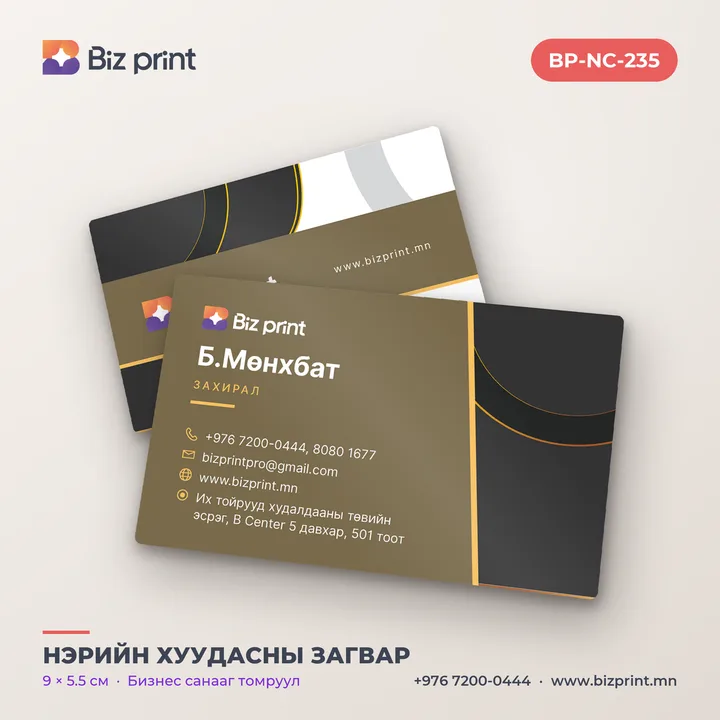 Biz print
BP-NC-235
www.bizprint.mn
Biz print
Б.Мөнхбат
ЗАХИРАЛ
+976 7200-0444, 8080 1677
bizprintpro@gmail.com
www.bizprint.mn
Их тойрууд худалдааны төвийн
эсрэг, B Center 5 давхар, 501 тоот
НЭРИЙН ХУУДАСНЫ ЗАГВАР
9 × 5.5 см · Бизнес санааг томруул
+976 7200-0444 · www.bizprint.mn